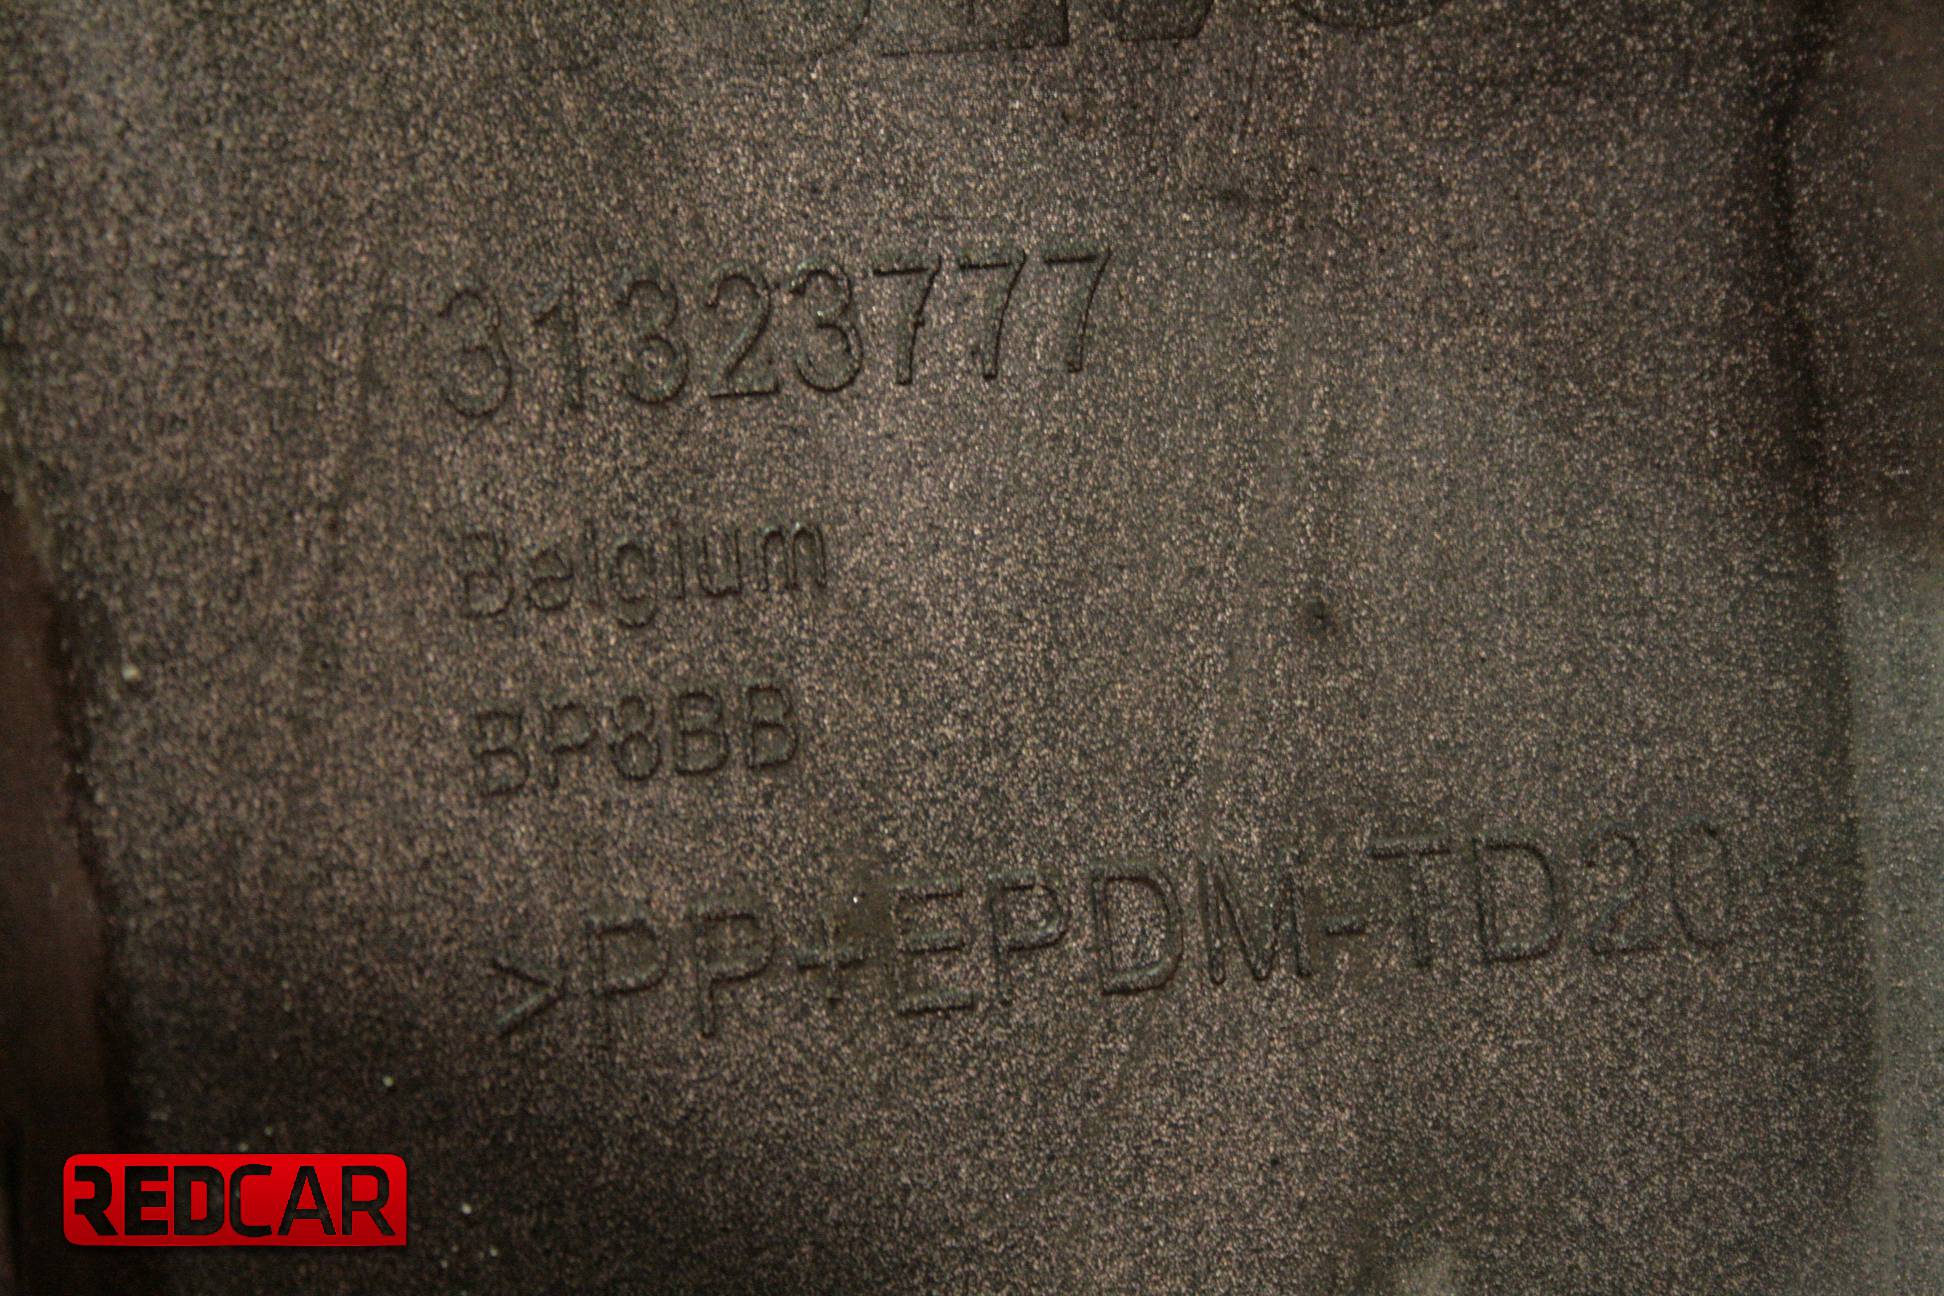 31323777
Belgium
BP8BB
>PP+EPDM-TD20
REDCAR